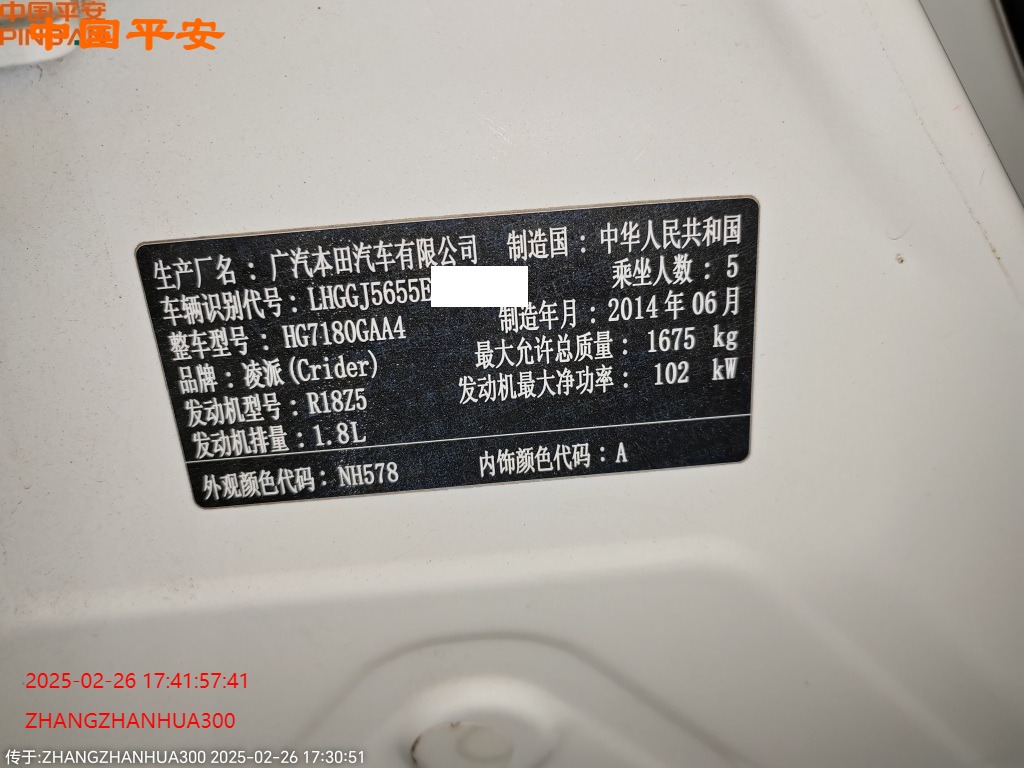 中国平安
PINGAN
中国平安
生产厂名：广汽本田汽车有限公司 制造国：中华人民共和国
车辆识别代号：LHGGJ5655E 乘坐人数：5
整车型号：HG7180GAA4 制造年月：2014年06月
品牌：凌派(Crider) 最大允许总质量：1675 kg
发动机型号：R18Z5 发动机最大净功率：102 kW
发动机排量：1.8L
外观颜色代码：NH578 内饰颜色代码：A
2025-02-26 17:41:57:41
ZHANGZHANHUA300
传于:ZHANGZHANHUA300 2025-02-26 17:30:51